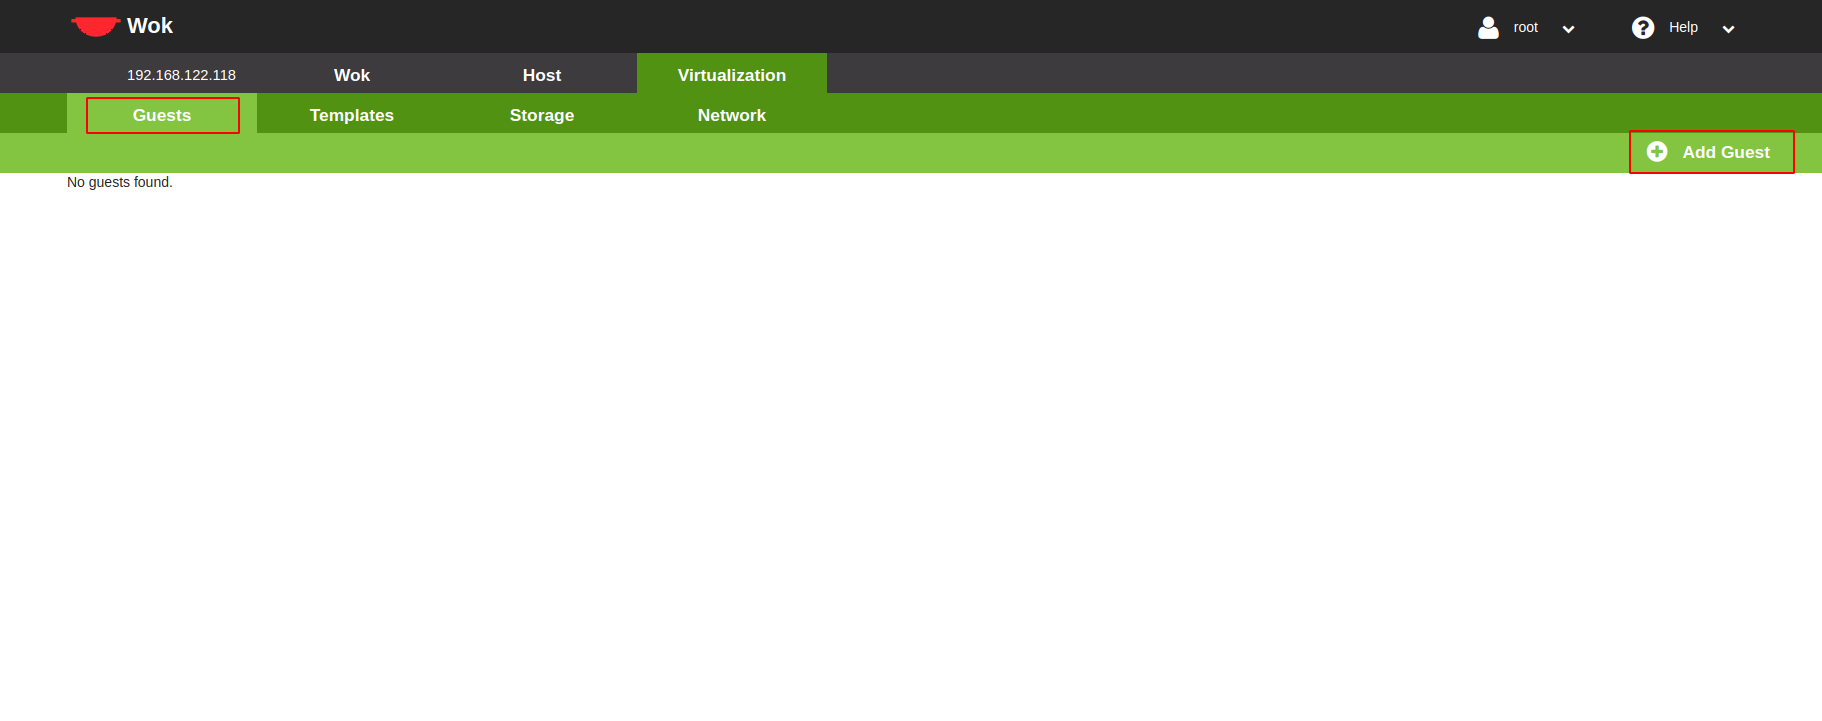 Wok
root
Help
192.168.122.118
Wok
Host
Virtualization
Guests
Templates
Storage
Network
Add Guest
No guests found.